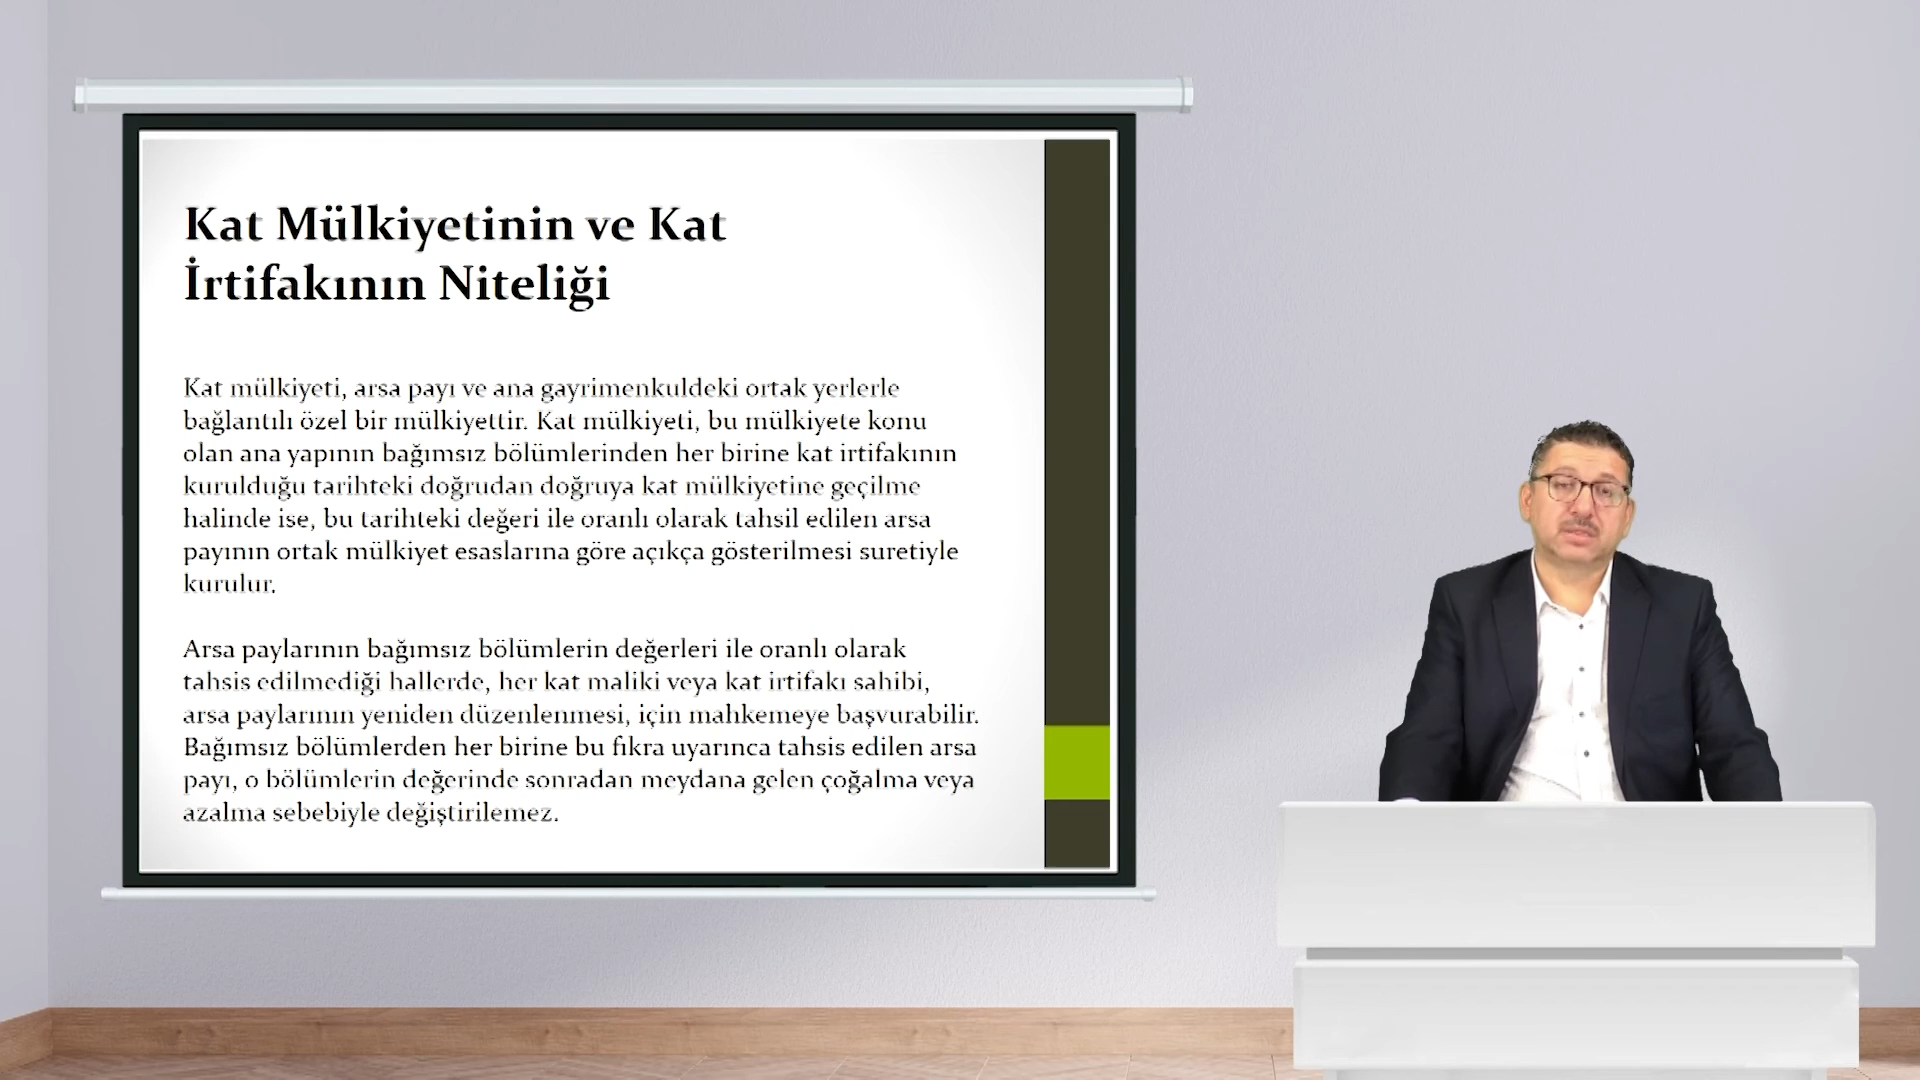 Kat Mülkiyetinin ve Kat
İrtifakının Niteliği
Kat mülkiyeti, arsa payı ve ana gayrimenkuldeki ortak yerlerle
bağlantılı özel bir mülkiyettir. Kat mülkiyeti, bu mülkiyete konu
olan ana yapının bağımsız bölümlerinden her birine kat irtifakının
kurulduğu tarihteki doğrudan doğruya kat mülkiyetine geçilme
halinde ise, bu tarihteki değeri ile oranlı olarak tahsil edilen arsa
payının ortak mülkiyet esaslarına göre açıkça gösterilmesi suretiyle
kurulur.
Arsa paylarının bağımsız bölümlerin değerleri ile oranlı olarak
tahsis edilmediği hallerde, her kat maliki veya kat irtifakı sahibi,
arsa paylarının yeniden düzenlenmesi, için mahkemeye başvurabilir.
Bağımsız bölümlerden her birine bu fıkra uyarınca tahsis edilen arsa
payı, o bölümlerin değerinde sonradan meydana gelen çoğalma veya
azalma sebebiyle değiştirilemez.